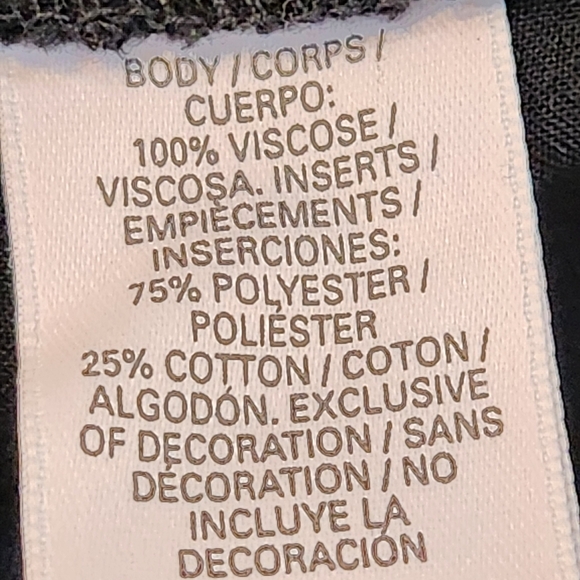 BODY / CORPS /
CUERPO:
100% VISCOSE /
VISCOSA. INSERTS /
EMPIÈCEMENTS /
INSERCIONES:
75% POLYESTER /
POLIÉSTER
25% COTTON / COTON /
ALGODÓN. EXCLUSIVE
OF DECORATION / SANS
DÉCORATION / NO
INCLUYE LA
DECORACIÓN